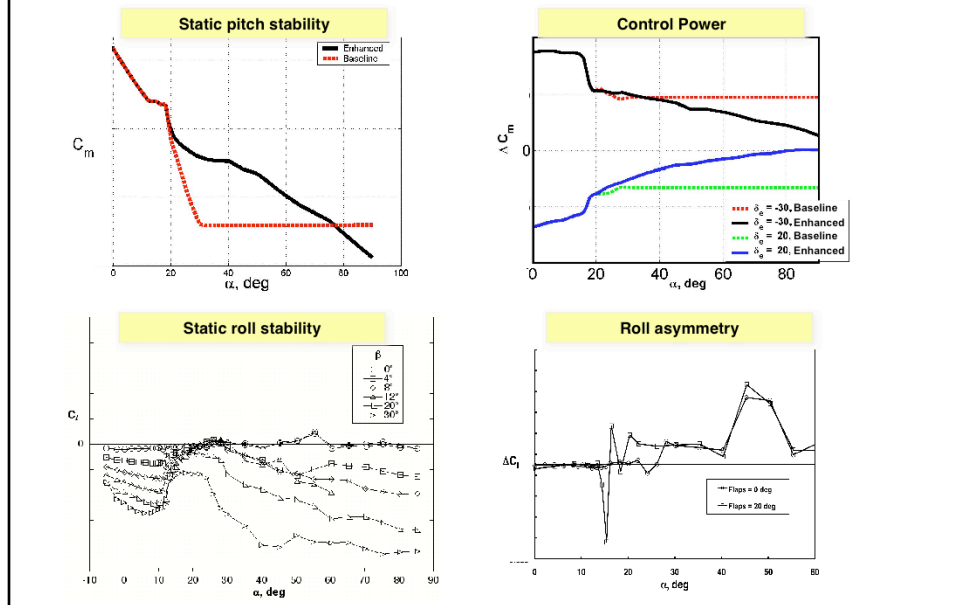 Static pitch stability
Enhanced
Baseline
C_m
0
20
40
60
80
100
α, deg
Control Power
Δ C_m
0
δ_e = -30, Baseline
δ_e = -30, Enhanced
δ_e = 20, Baseline
δ_e = 20, Enhanced
0
20
40
60
80
α, deg
Static roll stability
β
0°
4°
8°
12°
20°
30°
C_l
0
-10
0
10
20
30
40
50
60
70
80
90
α, deg
Roll asymmetry
ΔC_l
Flaps = 0 deg
Flaps = 20 deg
0
10
20
30
40
50
60
α, deg